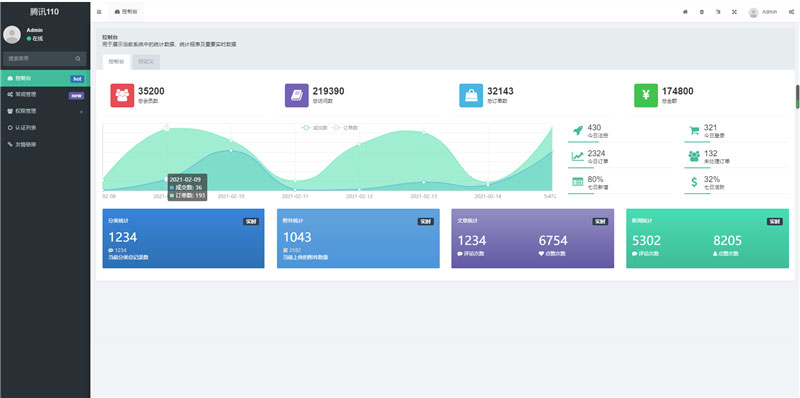 腾讯110
控制台
Admin
Admin
在线
搜索菜单
控制台
hot
常规管理
new
权限管理
认证列表
友情链接
控制台
用于展示当前系统中的统计数据、统计报表及重要实时数据
控制台
自定义
35200
总会员数
219390
总访问数
32143
总订单数
174800
总金额
成交数
订单数
2021-02-09
成交数: 36
订单数: 193
02-09
2021-02-10
2021-02-11
2021-02-12
2021-02-13
2021-02-14
430
今日注册
321
今日登录
2324
今日订单
132
未处理订单
80%
七日新增
32%
七日活跃
分类统计
实时
1234
1234
当前分类总记录数
附件统计
实时
1043
2592
当前上传的附件数量
文章统计
实时
1234
评论次数
6754
点赞次数
新闻统计
实时
5302
评论次数
8205
点赞次数